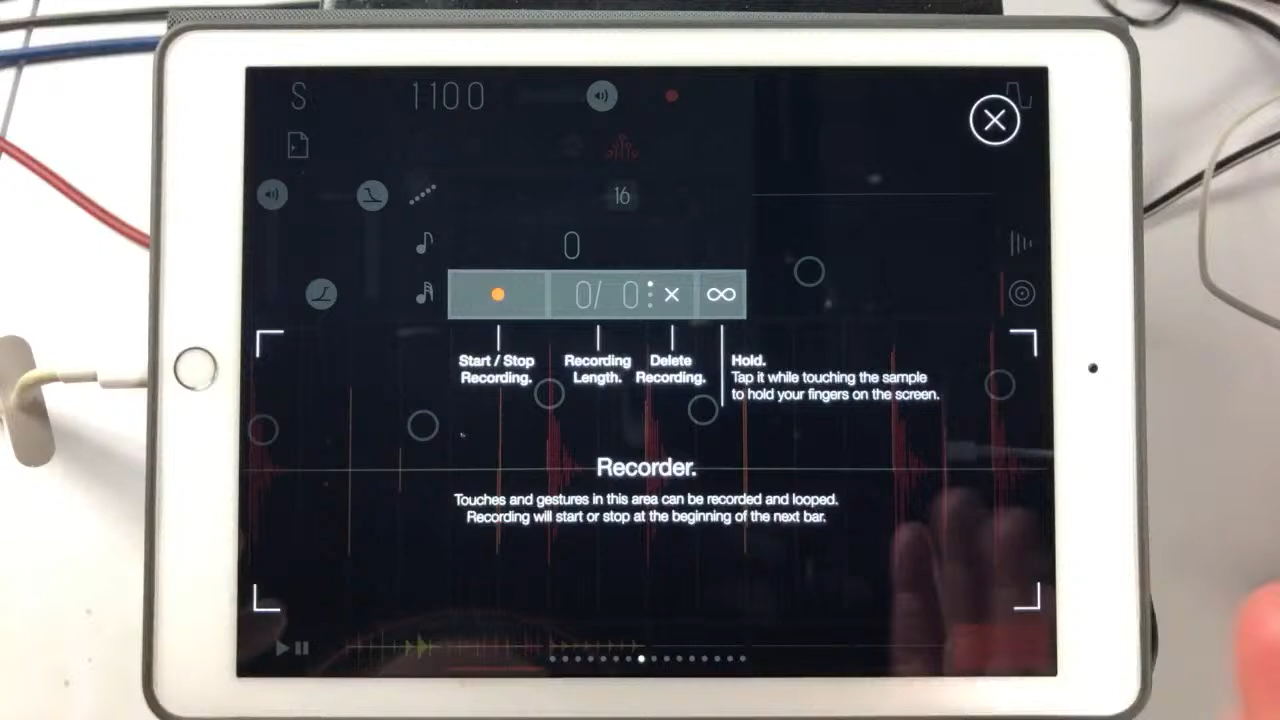 S
1100
16
0
0/ 0
Start / Stop
Recording.
Recording
Length.
Delete
Recording.
Hold.
Tap it while touching the sample
to hold your fingers on the screen.
Recorder.
Touches and gestures in this area can be recorded and looped.
Recording will start or stop at the beginning of the next bar.